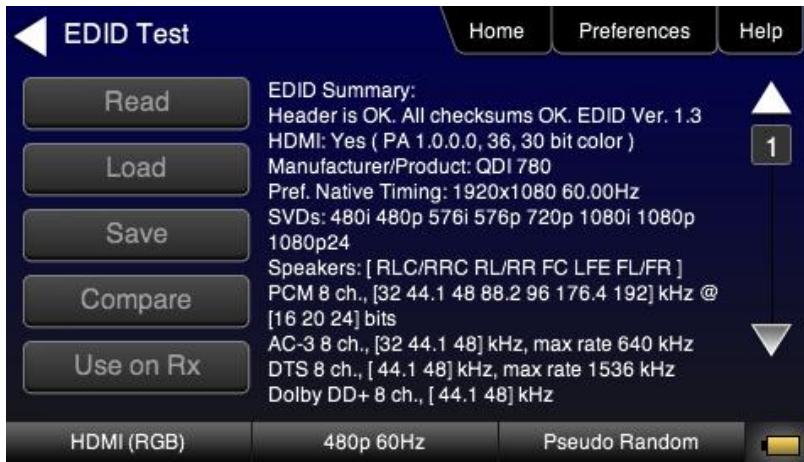 EDID Test
Home
Preferences
Help
Read
Load
Save
Compare
Use on Rx
EDID Summary:
Header is OK. All checksums OK. EDID Ver. 1.3
HDMI: Yes ( PA 1.0.0.0, 36, 30 bit color )
Manufacturer/Product: QDI 780
Pref. Native Timing: 1920x1080 60.00Hz
SVDs: 480i 480p 576i 576p 720p 1080i 1080p
1080p24
Speakers: [ RLC/RRC RL/RR FC LFE FL/FR ]
PCM 8 ch., [32 44.1 48 88.2 96 176.4 192] kHz @
[16 20 24] bits
AC-3 8 ch., [32 44.1 48] kHz, max rate 640 kHz
DTS 8 ch., [ 44.1 48] kHz, max rate 1536 kHz
Dolby DD+ 8 ch., [ 44.1 48] kHz
1
HDMI (RGB)
480p 60Hz
Pseudo Random